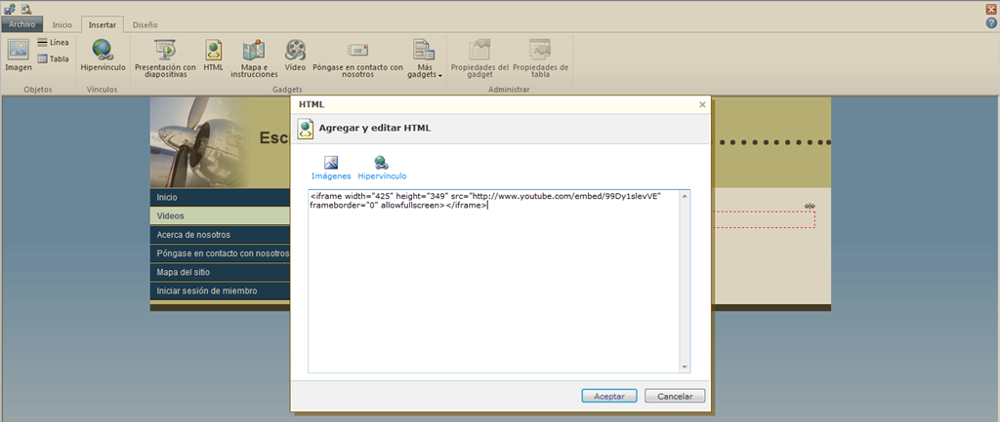 Archivo Inicio Insertar Diseño
Imagen
Línea
Tabla
Objetos
Hipervínculo
Vínculos
Presentación con
diapositivas
HTML
Mapa e
instrucciones
Vídeo
Póngase en contacto con
nosotros
Más
gadgets
Gadgets
Propiedades del
gadget
Propiedades de
tabla
Administrar
Esc
Inicio
Videos
Acerca de nosotros
Póngase en contacto con nosotros
Mapa del sitio
Iniciar sesión de miembro
HTML
Agregar y editar HTML
Imágenes Hipervínculo
<iframe width="425" height="349" src="http://www.youtube.com/embed/99Dy1slevVE"
frameborder="0" allowfullscreen></iframe>
Aceptar Cancelar